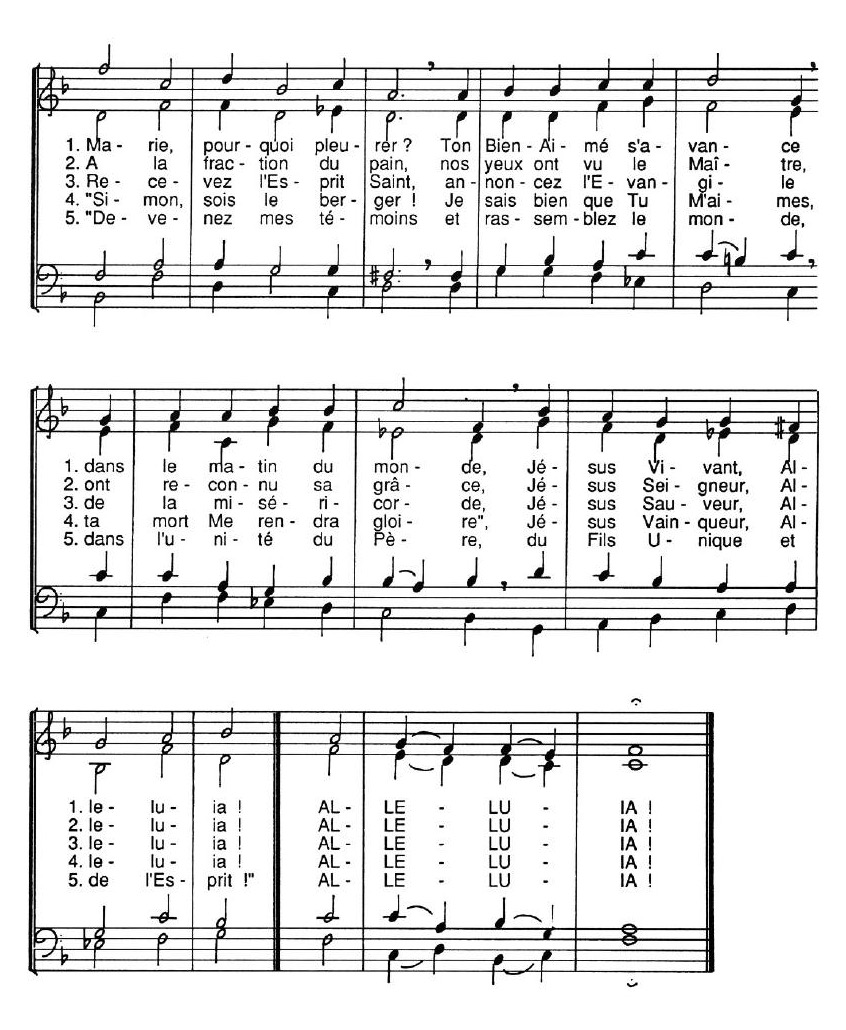 1. Ma- rie, pour- quoi pleu- rer ? Ton Bien- Ai- mé s'a- van- ce
2. A la frac- tion du pain, nos yeux ont vu le Maî- tre,
3. Re- ce- vez l'Es- prit Saint, an- non- cez l'E- van- gi- le
4. "Si- mon, sois le ber- ger ! Je sais bien que Tu M'ai- mes,
5. "De- ve- nez mes té- moins et ras- sem- blez le mon- de,
1. dans le ma- tin du mon- de, Jé- sus Vi- vant, Al-
2. ont re- con- nu sa grâ- ce, Jé- sus Sei- gneur, Al-
3. de la mi- sé- ri- cor- de, Jé- sus Sau- veur, Al-
4. ta mort Me ren- dra gloi- re", Jé- sus Vain- queur, Al-
5. dans l'u- ni- té du Pè- re, du Fils U- nique et
1. le- lu- ia ! AL- LE - LU - IA !
2. le- lu- ia ! AL- LE - LU - IA !
3. le- lu- ia ! AL- LE - LU - IA !
4. le- lu- ia ! AL- LE - LU - IA !
5. de l'Es- prit !" AL- LE - LU - IA !